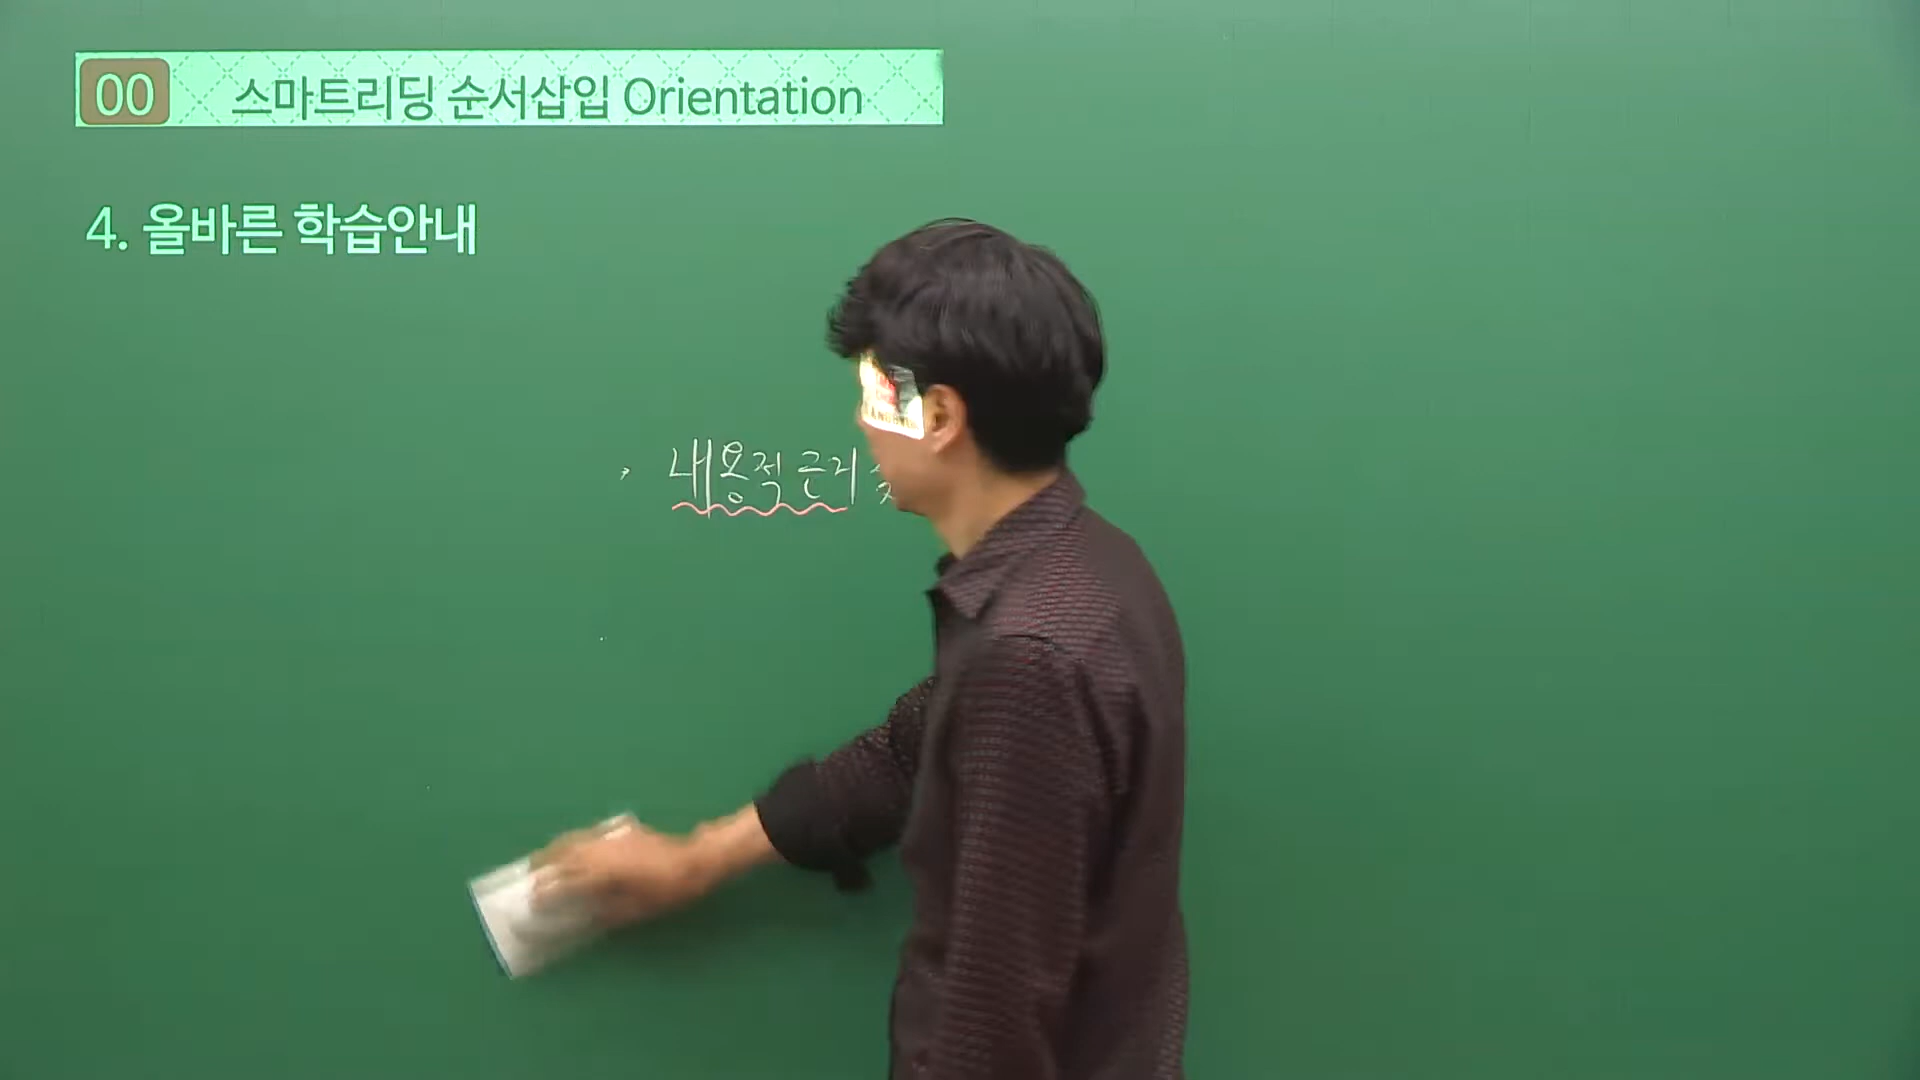 00 스마트리딩 순서삽입 Orientation
4. 올바른 학습안내
내용적 근거